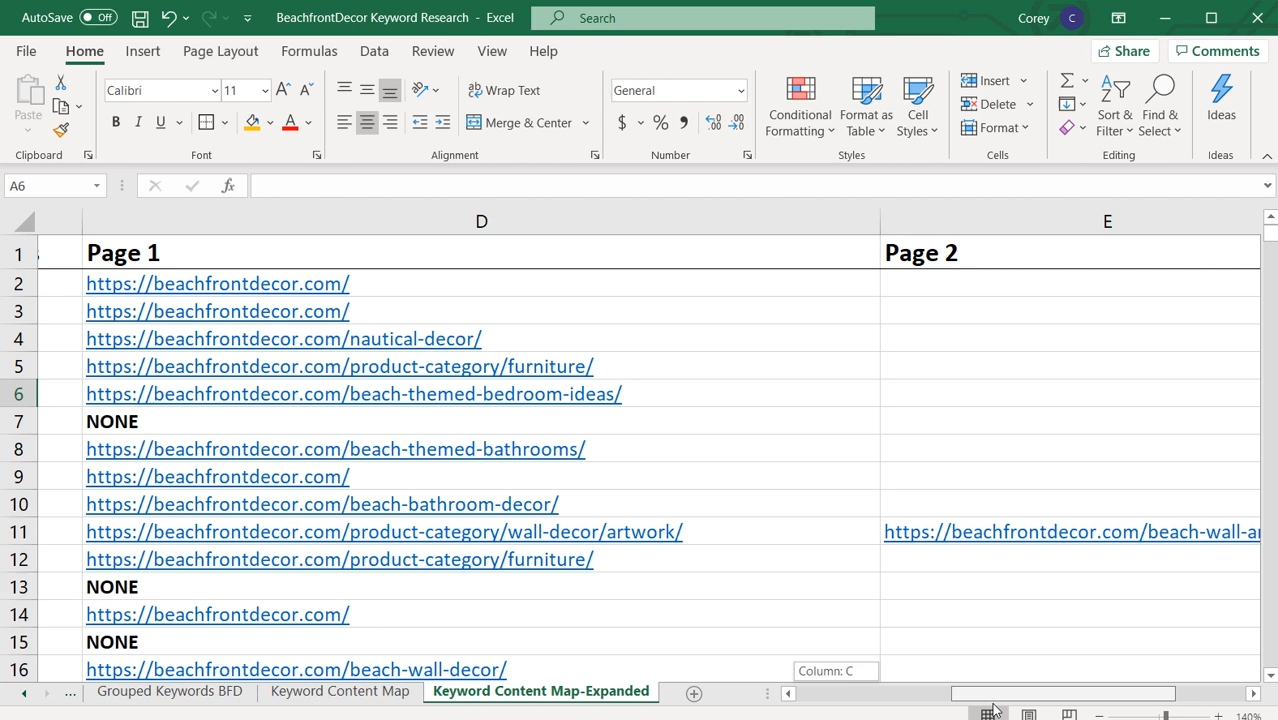 AutoSave Off BeachfrontDecor Keyword Research - Excel Search Corey C
File Home Insert Page Layout Formulas Data Review View Help Share Comments
Paste Calibri 11 Wrap Text General Conditional Formatting Format as Table Cell Styles Insert Sort & Filter Find & Select Ideas
B I U A Merge & Center $ % Delete
Format
Clipboard Font Alignment Number Styles Cells Editing Ideas
A6 fx
D E
1 Page 1 Page 2
2 https://beachfrontdecor.com/
3 https://beachfrontdecor.com/
4 https://beachfrontdecor.com/nautical-decor/
5 https://beachfrontdecor.com/product-category/furniture/
6 https://beachfrontdecor.com/beach-themed-bedroom-ideas/
7 NONE
8 https://beachfrontdecor.com/beach-themed-bathrooms/
9 https://beachfrontdecor.com/
10 https://beachfrontdecor.com/beach-bathroom-decor/
11 https://beachfrontdecor.com/product-category/wall-decor/artwork/ https://beachfrontdecor.com/beach-wall-ar
12 https://beachfrontdecor.com/product-category/furniture/
13 NONE
14 https://beachfrontdecor.com/
15 NONE
16 https://beachfrontdecor.com/beach-wall-decor/ Column: C
... Grouped Keywords BFD Keyword Content Map Keyword Content Map-Expanded
140%